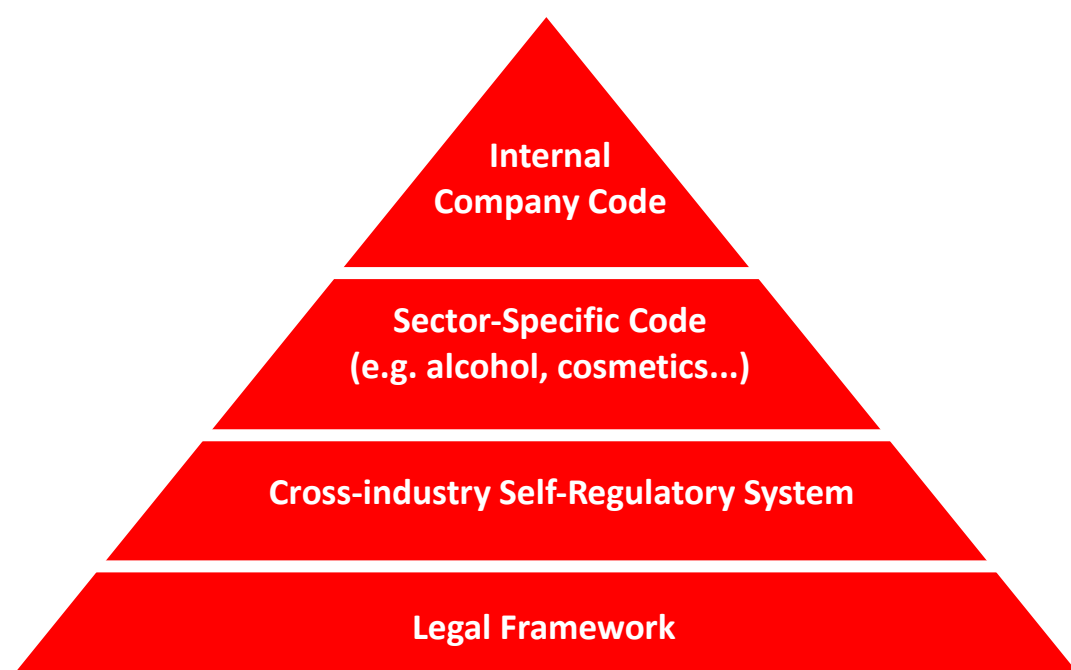 Internal
Company Code
Sector-Specific Code
(e.g. alcohol, cosmetics...)
Cross-industry Self-Regulatory System
Legal Framework